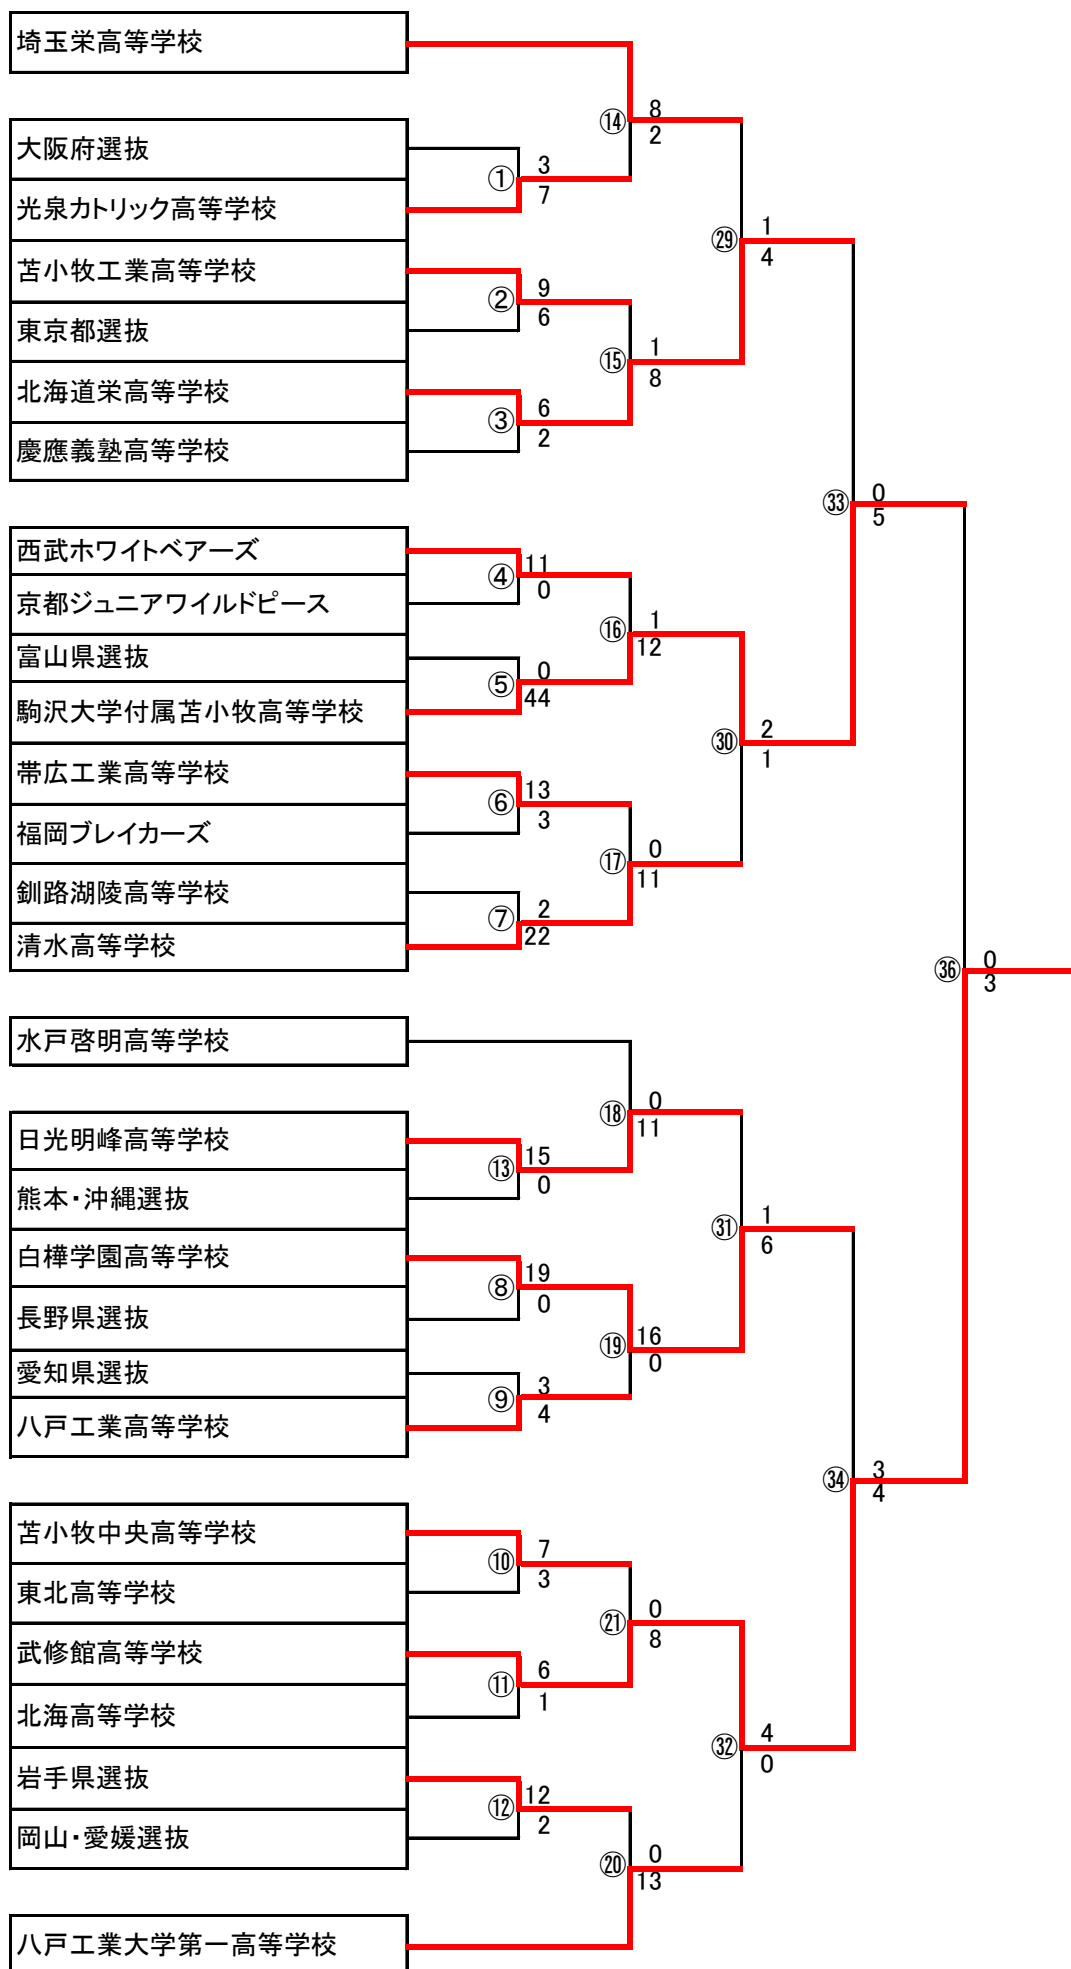 埼玉栄高等学校
⑭
8
2
大阪府選抜
①
3
7
光泉カトリック高等学校
㉙
1
4
苫小牧工業高等学校
②
9
6
東京都選抜
⑮
1
8
北海道栄高等学校
③
6
2
慶應義塾高等学校
㉝
0
5
西武ホワイトベアーズ
④
11
0
京都ジュニアワイルドピース
⑯
1
12
富山県選抜
⑤
0
44
駒沢大学付属苫小牧高等学校
㉚
2
1
帯広工業高等学校
⑥
13
3
福岡ブレイカーズ
⑰
0
11
釧路湖陵高等学校
⑦
2
22
清水高等学校
㊱
0
3
水戸啓明高等学校
⑱
0
11
日光明峰高等学校
⑬
15
0
熊本・沖縄選抜
㉛
1
6
白樺学園高等学校
⑧
19
0
長野県選抜
⑲
16
0
愛知県選抜
⑨
3
4
八戸工業高等学校
㉞
3
4
苫小牧中央高等学校
⑩
7
3
東北高等学校
㉑
0
8
武修館高等学校
⑪
6
1
北海高等学校
㉜
4
0
岩手県選抜
⑫
12
2
岡山・愛媛選抜
⑳
0
13
八戸工業大学第一高等学校